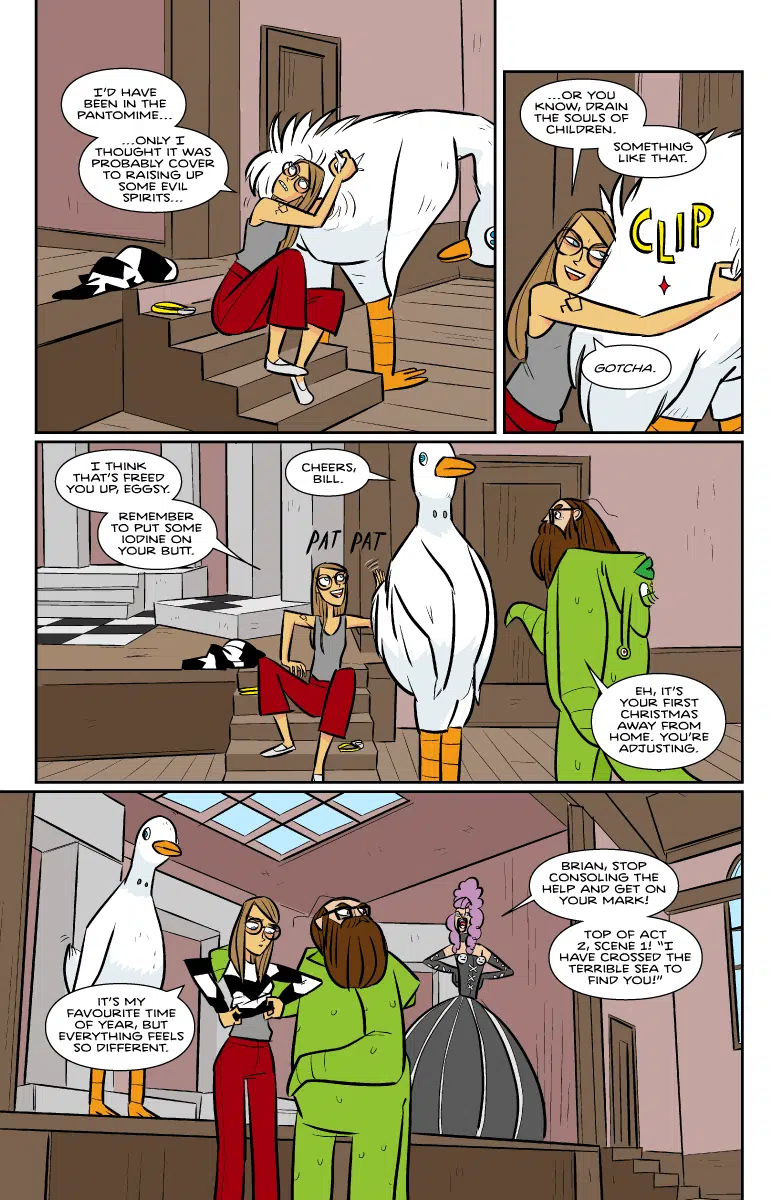 I'D HAVE
BEEN IN THE
PANTOMIME...
...ONLY I
THOUGHT IT WAS
PROBABLY COVER
TO RAISING UP
SOME EVIL
SPIRITS...
...OR YOU
KNOW, DRAIN
THE SOULS OF
CHILDREN.
SOMETHING
LIKE THAT.
CLIP
GOTCHA.
I THINK
THAT'S FREED
YOU UP, EGGSY.
REMEMBER
TO PUT SOME
IODINE ON
YOUR BUTT.
CHEERS,
BILL.
PAT PAT
EH, IT'S
YOUR FIRST
CHRISTMAS
AWAY FROM
HOME. YOU'RE
ADJUSTING.
BRIAN, STOP
CONSOLING THE
HELP AND GET ON
YOUR MARK!
TOP OF ACT
2, SCENE 1! "I
HAVE CROSSED THE
TERRIBLE SEA TO
FIND YOU!"
IT'S MY
FAVOURITE TIME
OF YEAR, BUT
EVERYTHING FEELS
SO DIFFERENT.